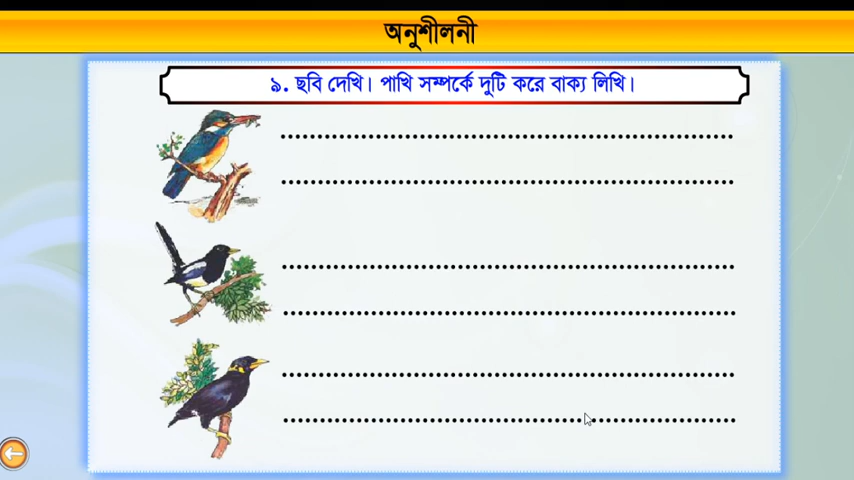 অনুশীলনী
৯. ছবি দেখি। পাখি সম্পর্কে দুটি করে বাক্য লিখি।